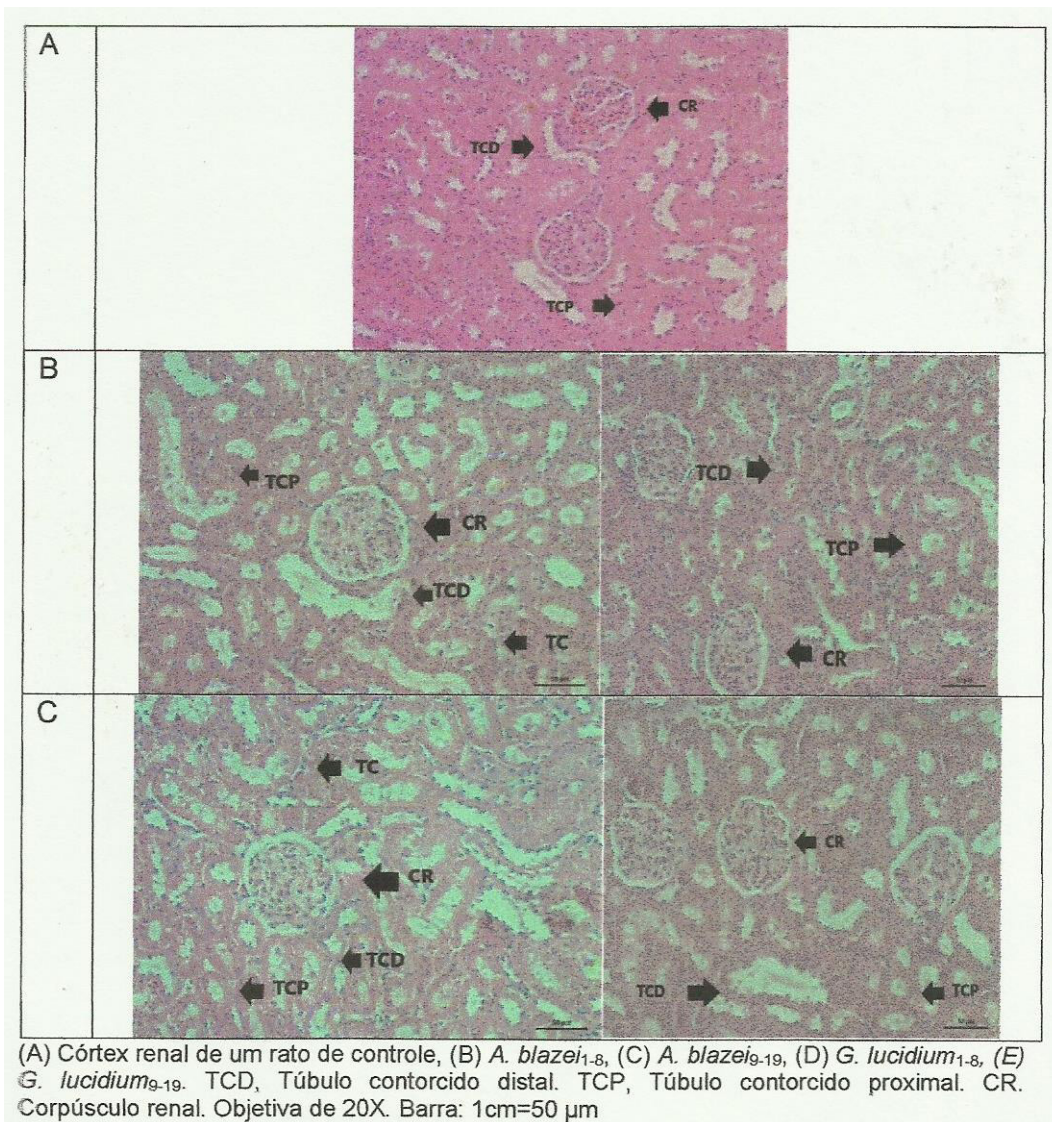 A
CR
TCD
TCP
B
TCP
CR
TCD
TC
TCD
TCP
CR
C
TC
CR
TCD
TCP
CR
TCD
TCP
(A) Córtex renal de um rato de controle, (B) A. blazei1-8, (C) A. blazei9-19, (D) G. lucidium1-8, (E)
G. lucidium9-19. TCD, Túbulo contorcido distal. TCP, Túbulo contorcido proximal. CR.
Corpúsculo renal. Objetiva de 20X. Barra: 1cm=50 µm